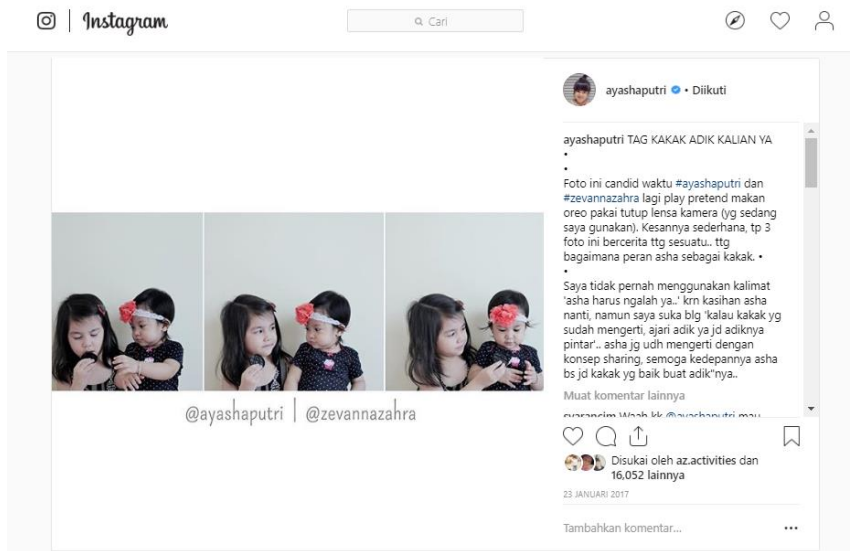 Instagram
Cari
ayashaputri • Diikuti
ayashaputri TAG KAKAK ADIK KALIAN YA
•
•
Foto ini candid waktu #ayashaputri dan
#zevannazahra lagi play pretend makan
oreo pakai tutup lensa kamera (yg sedang
saya gunakan). Kesannya sederhana, tp 3
foto ini bercerita ttg sesuatu.. ttg
bagaimana peran asha sebagai kakak. •
•
Saya tidak pernah menggunakan kalimat
'asha harus ngalah ya..' krn kasihan asha
nanti, namun saya suka blg 'kalau kakak yg
sudah mengerti, ajari adik ya jd adiknya
pintar'.. asha jg udh mengerti dengan
konsep sharing, semoga kedepannya asha
bs jd kakak yg baik buat adik"nya..
Muat komentar lainnya
syarancim Waah kk @ayashaputri mau
@ayashaputri | @zevannazahra
Disukai oleh az.activities dan
16,052 lainnya
23 JANUARI 2017
Tambahkan komentar...